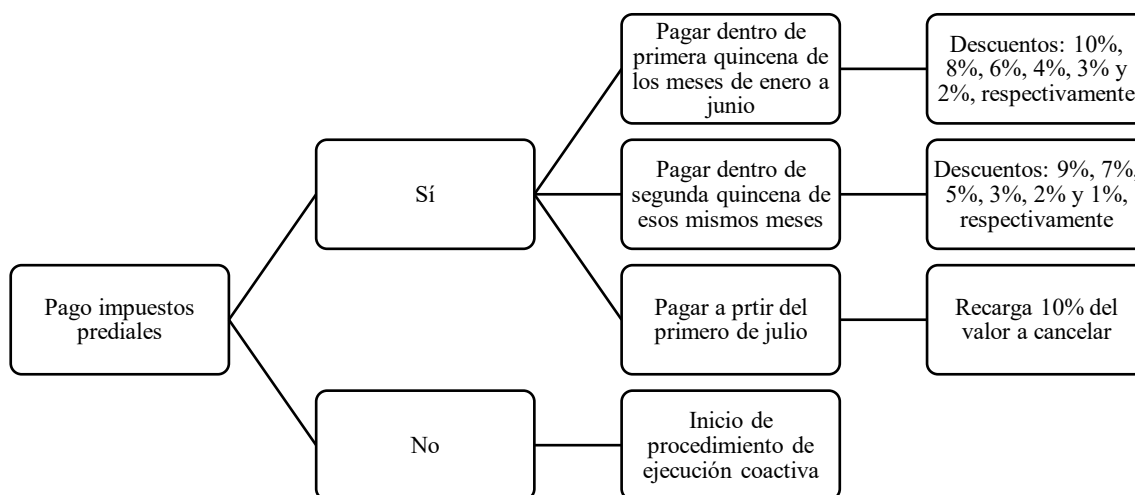 Pago impuestos
prediales
Sí
Pagar dentro de
primera quincena de
los meses de enero a
junio
Descuentos: 10%,
8%, 6%, 4%, 3% y
2%, respectivamente
Pagar dentro de
segunda quincena de
esos mismos meses
Descuentos: 9%, 7%,
5%, 3%, 2% y 1%,
respectivamente
Pagar a prtir del
primero de julio
Recarga 10% del
valor a cancelar
No
Inicio de
procedimiento de
ejecución coactiva